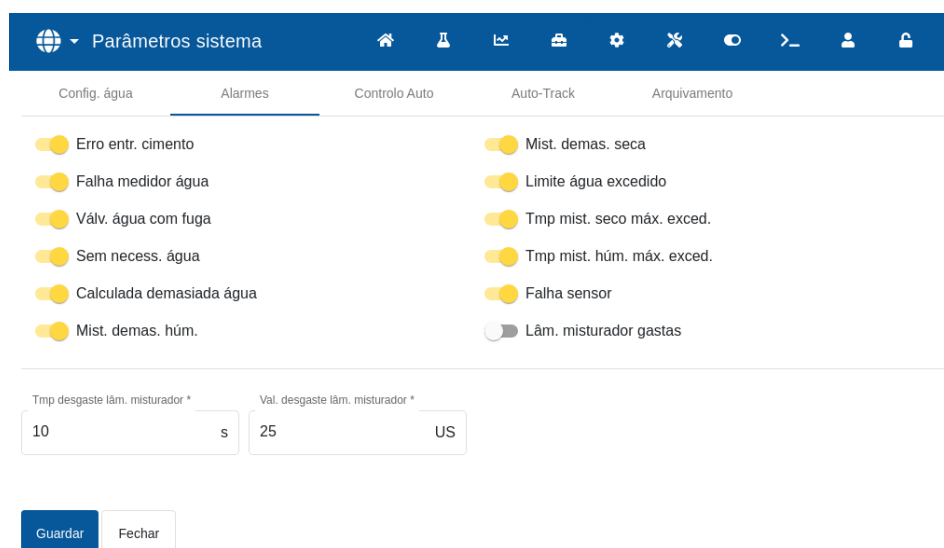 Parâmetros sistema
Config. água
Alarmes
Controlo Auto
Auto-Track
Arquivamento
Erro entr. cimento
Mist. demas. seca
Falha medidor água
Limite água excedido
Válv. água com fuga
Tmp mist. seco máx. exced.
Sem necess. água
Tmp mist. húm. máx. exced.
Calculada demasiada água
Falha sensor
Mist. demas. húm.
Lâm. misturador gastas
Tmp desgaste lâm. misturador *
Val. desgaste lâm. misturador *
10 s
25 US
Guardar
Fechar